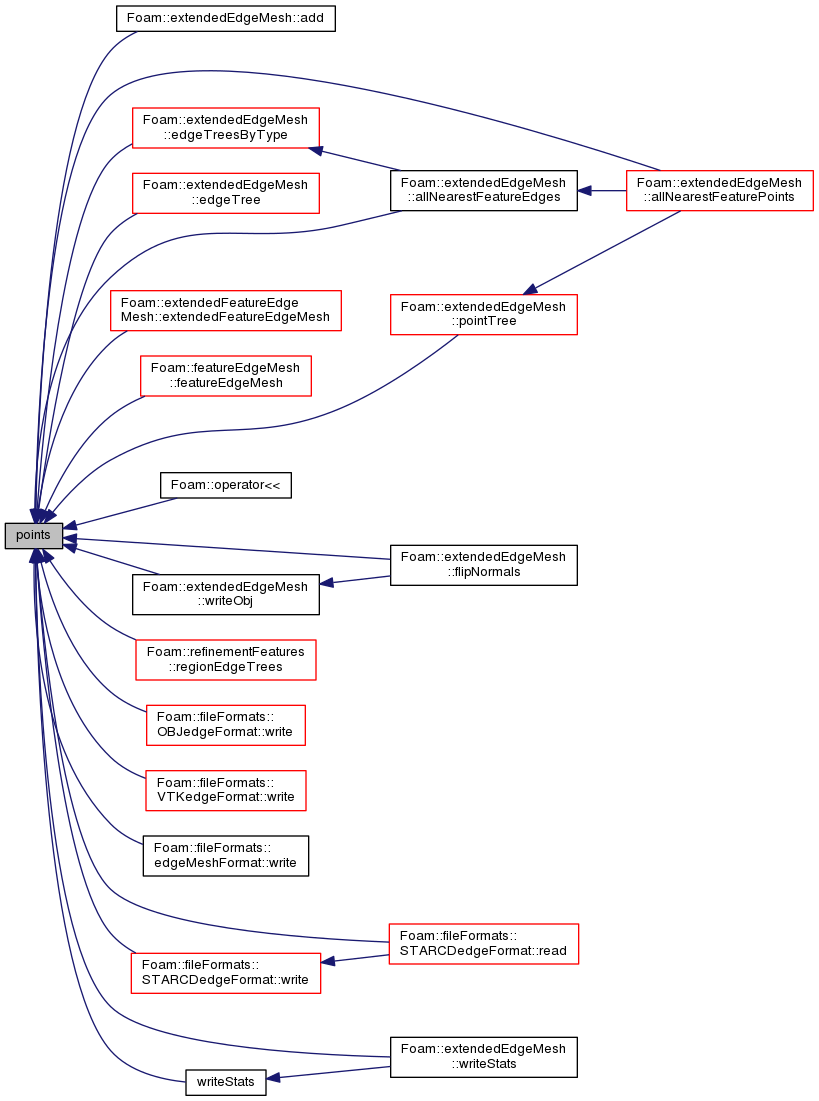 Foam::extendedEdgeMesh::add
Foam::extendedEdgeMesh
::edgeTreesByType
Foam::extendedEdgeMesh
::edgeTree
Foam::extendedEdgeMesh
::allNearestFeatureEdges
Foam::extendedEdgeMesh
::allNearestFeaturePoints
Foam::extendedFeatureEdge
Mesh::extendedFeatureEdgeMesh
Foam::extendedEdgeMesh
::pointTree
Foam::featureEdgeMesh
::featureEdgeMesh
Foam::operator<<
points
Foam::extendedEdgeMesh
::flipNormals
Foam::extendedEdgeMesh
::writeObj
Foam::refinementFeatures
::regionEdgeTrees
Foam::fileFormats::
OBJedgeFormat::write
Foam::fileFormats::
VTKedgeFormat::write
Foam::fileFormats::
edgeMeshFormat::write
Foam::fileFormats::
STARCDedgeFormat::read
Foam::fileFormats::
STARCDedgeFormat::write
Foam::extendedEdgeMesh
::writeStats
writeStats